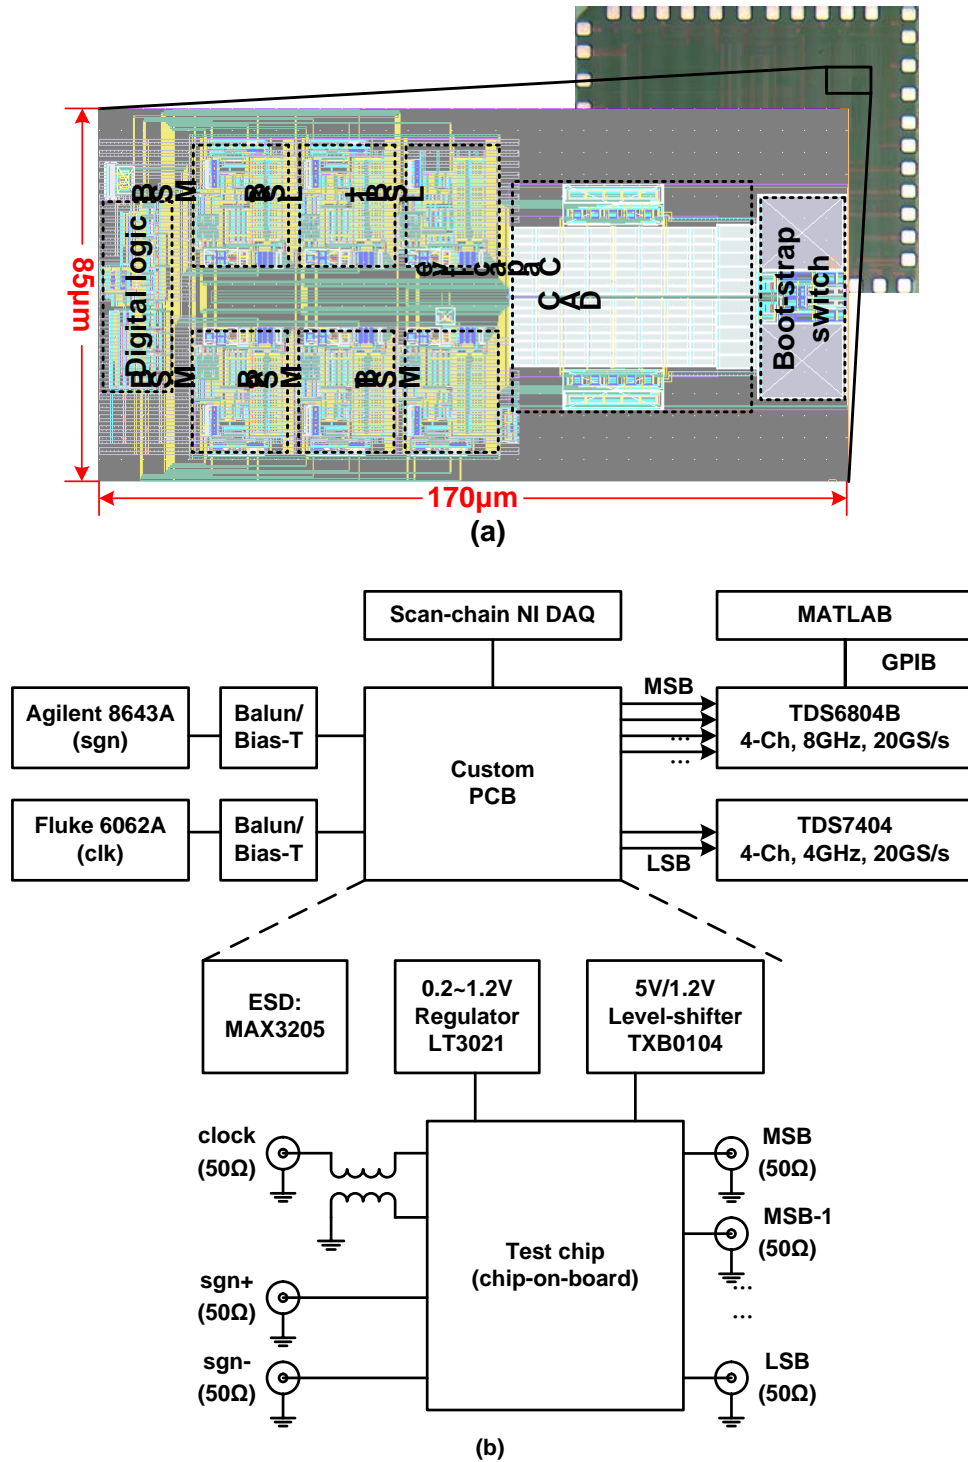 Digital logic
Boot-strap
switch
85µm
170µm
(a)
Scan-chain NI DAQ
MATLAB
GPIB
MSB
Agilent 8643A
(sgn)
Balun/
Bias-T
Custom
PCB
TDS6804B
4-Ch, 8GHz, 20GS/s
...
...
Fluke 6062A
(clk)
Balun/
Bias-T
LSB
TDS7404
4-Ch, 4GHz, 20GS/s
ESD:
MAX3205
0.2~1.2V
Regulator
LT3021
5V/1.2V
Level-shifter
TXB0104
clock
(50Ω)
MSB
(50Ω)
MSB-1
(50Ω)
Test chip
(chip-on-board)
sgn+
(50Ω)
...
...
sgn-
(50Ω)
LSB
(50Ω)
(b)